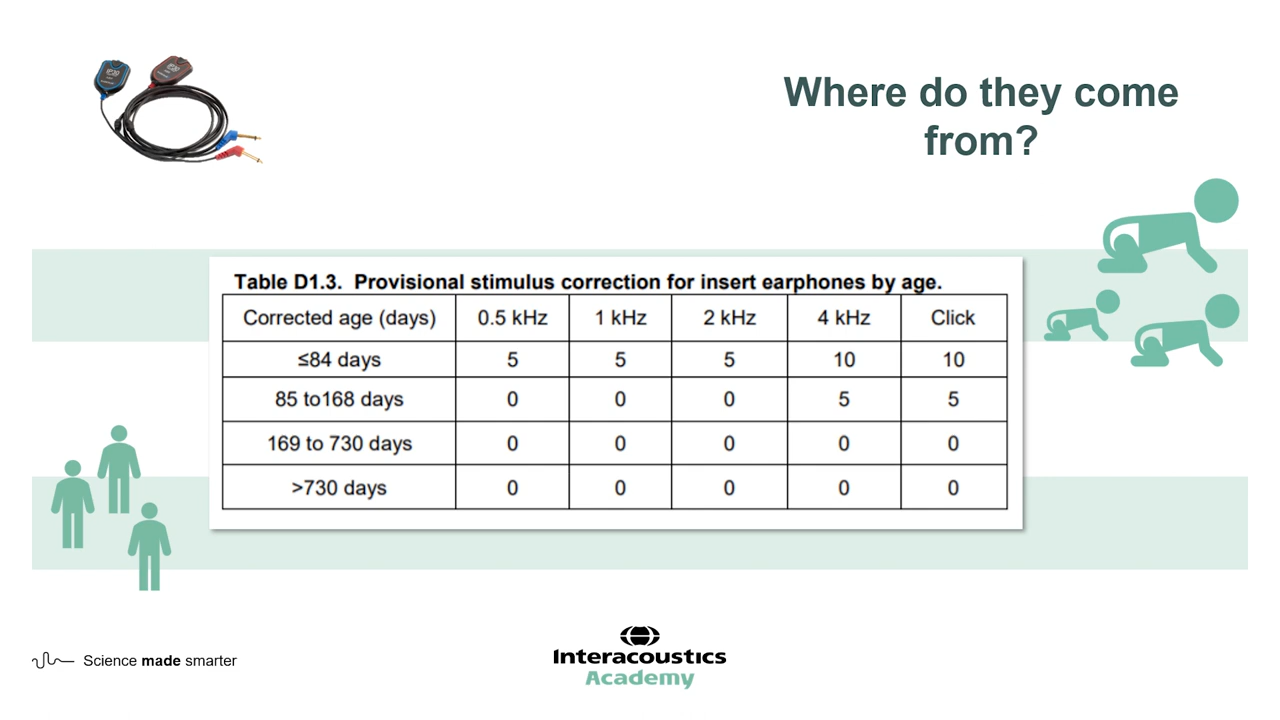 Where do they come
from?
Table D1.3. Provisional stimulus correction for insert earphones by age.
Corrected age (days) 0.5 kHz 1 kHz 2 kHz 4 kHz Click
≤84 days 5 5 5 10 10
85 to168 days 0 0 0 5 5
169 to 730 days 0 0 0 0 0
>730 days 0 0 0 0 0
Science made smarter
Interacoustics
Academy